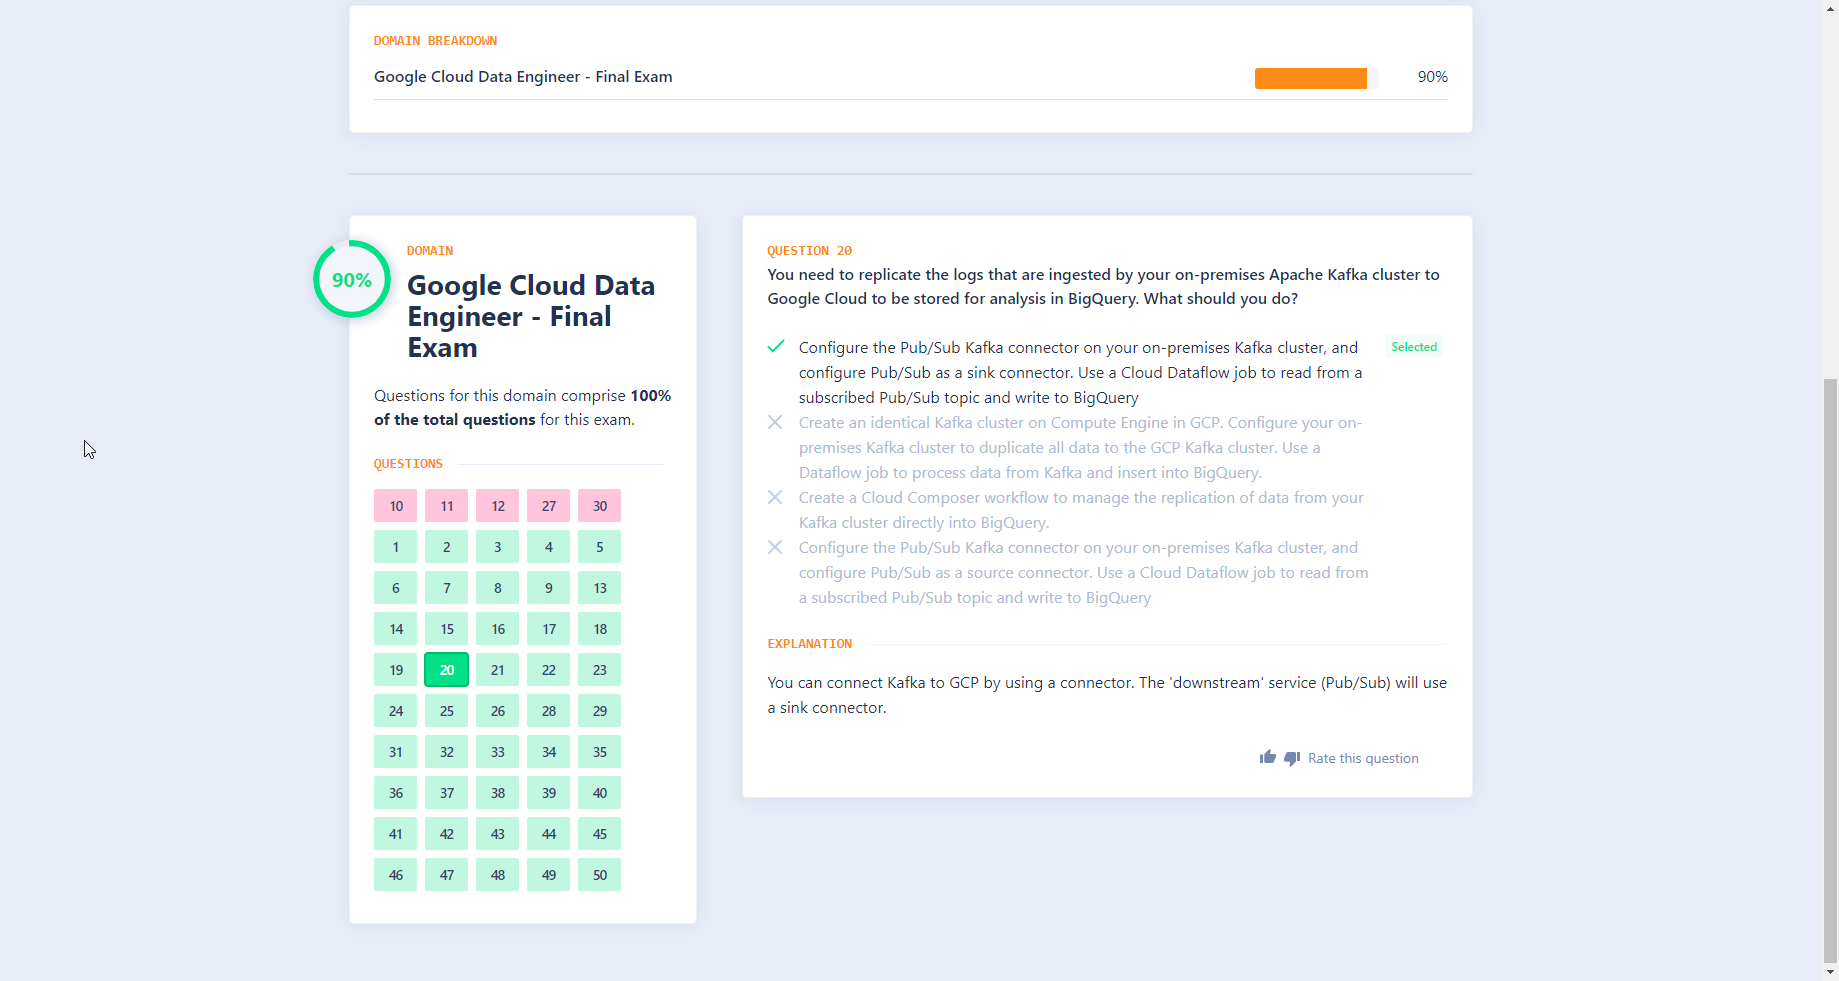 DOMAIN BREAKDOWN
Google Cloud Data Engineer - Final Exam 90%
90%
DOMAIN
Google Cloud Data
Engineer - Final
Exam
Questions for this domain comprise 100%
of the total questions for this exam.
QUESTIONS
10 11 12 27 30
1 2 3 4 5
6 7 8 9 13
14 15 16 17 18
19 20 21 22 23
24 25 26 28 29
31 32 33 34 35
36 37 38 39 40
41 42 43 44 45
46 47 48 49 50
QUESTION 20
You need to replicate the logs that are ingested by your on-premises Apache Kafka cluster to
Google Cloud to be stored for analysis in BigQuery. What should you do?
Configure the Pub/Sub Kafka connector on your on-premises Kafka cluster, and Selected
configure Pub/Sub as a sink connector. Use a Cloud Dataflow job to read from a
subscribed Pub/Sub topic and write to BigQuery
Create an identical Kafka cluster on Compute Engine in GCP. Configure your on-
premises Kafka cluster to duplicate all data to the GCP Kafka cluster. Use a
Dataflow job to process data from Kafka and insert into BigQuery.
Create a Cloud Composer workflow to manage the replication of data from your
Kafka cluster directly into BigQuery.
Configure the Pub/Sub Kafka connector on your on-premises Kafka cluster, and
configure Pub/Sub as a source connector. Use a Cloud Dataflow job to read from
a subscribed Pub/Sub topic and write to BigQuery
EXPLANATION
You can connect Kafka to GCP by using a connector. The 'downstream' service (Pub/Sub) will use
a sink connector.
Rate this question